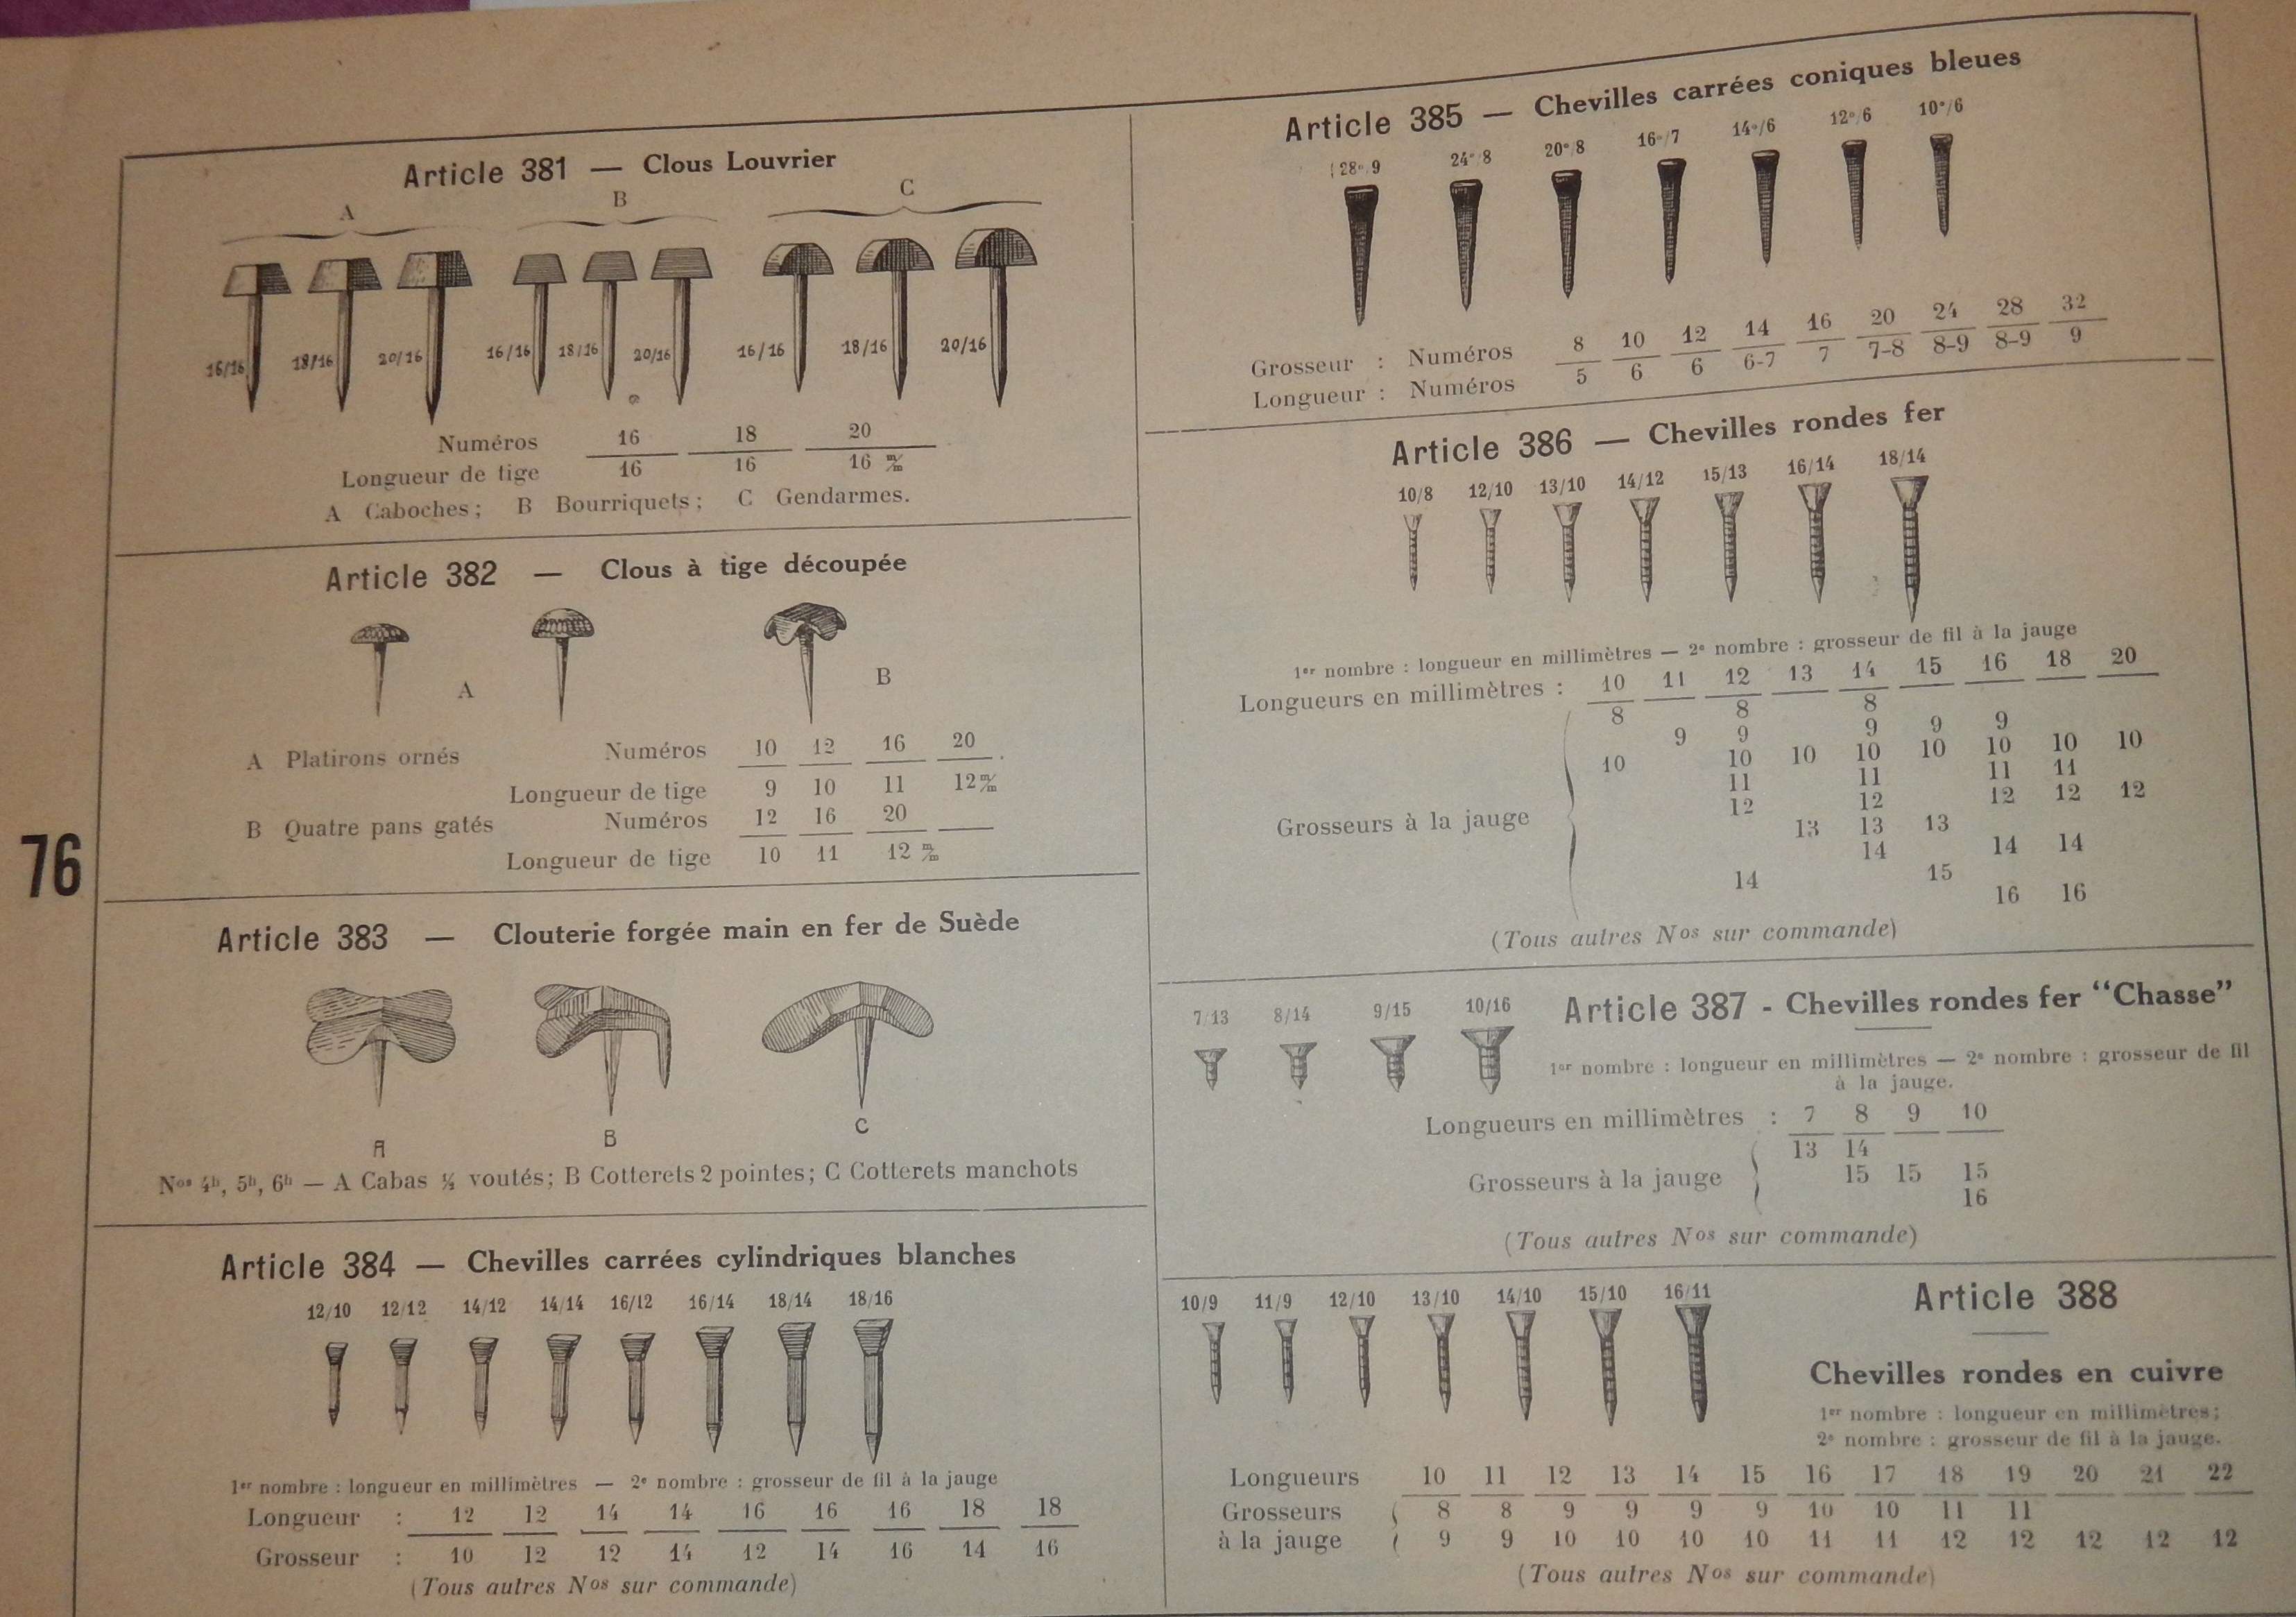 76
Article 381 — Clous Louvrier
A B C
16/16 18/16 20/16 16/16 18/16 20/16 16/16 18/16 20/16
Numéros 16 18 20
Longueur de tige 16 16 16 m/m
A Caboches; B Bourriquets; C Gendarmes.
Article 382 — Clous à tige découpée
A B
A Platirons ornés Numéros 10 12 16 20
Longueur de tige 9 10 11 12 m/m
B Quatre pans gatés Numéros 12 16 20
Longueur de tige 10 11 12 m/m
Article 383 — Clouterie forgée main en fer de Suède
A B C
Nos 4h, 5h, 6h — A Cabas ½ voutés; B Cotterets 2 pointes; C Cotterets manchots
Article 384 — Chevilles carrées cylindriques blanches
12/10 12/12 14/12 14/14 16/12 16/14 18/14 18/16
1er nombre : longueur en millimètres — 2e nombre : grosseur de fil à la jauge
Longueur : 12 12 14 14 16 16 16 18 18
Grosseur : 10 12 12 14 12 14 16 14 16
(Tous autres Nos sur commande)
Article 385 — Chevilles carrées coniques bleues
28°/9 24°/8 20°/8 16°/7 14°/6 12°/6 10°/6
Grosseur : Numéros 8 10 12 14 16 20 24 28 32
Longueur : Numéros 5 6 6 6-7 7 7-8 8-9 8-9 9
Article 386 — Chevilles rondes fer
10/8 12/10 13/10 14/12 15/13 16/14 18/14
1er nombre : longueur en millimètres — 2e nombre : grosseur de fil à la jauge
Longueurs en millimètres : 10 11 12 13 14 15 16 18 20
8 8 8
9 9 9 9 9
10 10 10 10 10 10 10 10
11 11 11 11
12 12 12 12 12
Grosseurs à la jauge
13 13 13
14 14 14
14 15
16 16
(Tous autres Nos sur commande)
7/13 8/14 9/15 10/16
Article 387 - Chevilles rondes fer “Chasse”
1er nombre : longueur en millimètres — 2e nombre : grosseur de fil
à la jauge.
Longueurs en millimètres : 7 8 9 10
13 14
Grosseurs à la jauge 15 15 15
16
(Tous autres Nos sur commande)
10/9 11/9 12/10 13/10 14/10 15/10 16/11
Article 388
Chevilles rondes en cuivre
1er nombre : longueur en millimètres;
2e nombre : grosseur de fil à la jauge.
Longueurs 10 11 12 13 14 15 16 17 18 19 20 21 22
Grosseurs 8 8 9 9 9 9 10 10 11 11
à la jauge 9 9 10 10 10 10 11 11 12 12 12 12 12
(Tous autres Nos sur commande)